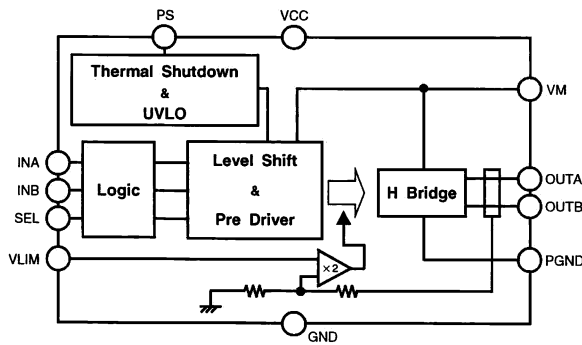 PS
VCC
Thermal Shutdown
&
UVLO
VM
INA
INB
SEL
Logic
Level Shift
&
Pre Driver
H Bridge
OUTA
OUTB
VLIM
×2
PGND
GND